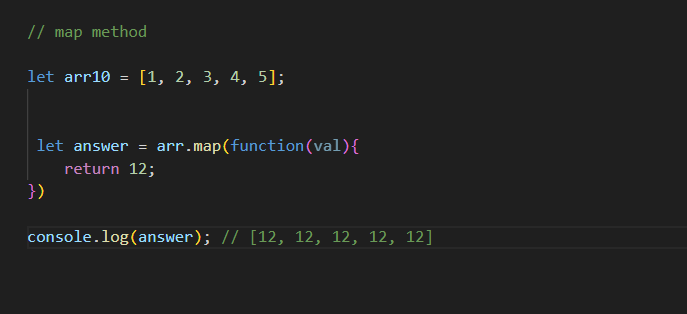 // map method
let arr10 = [1, 2, 3, 4, 5];
let answer = arr.map(function(val){
return 12;
})
console.log(answer); // [12, 12, 12, 12, 12]